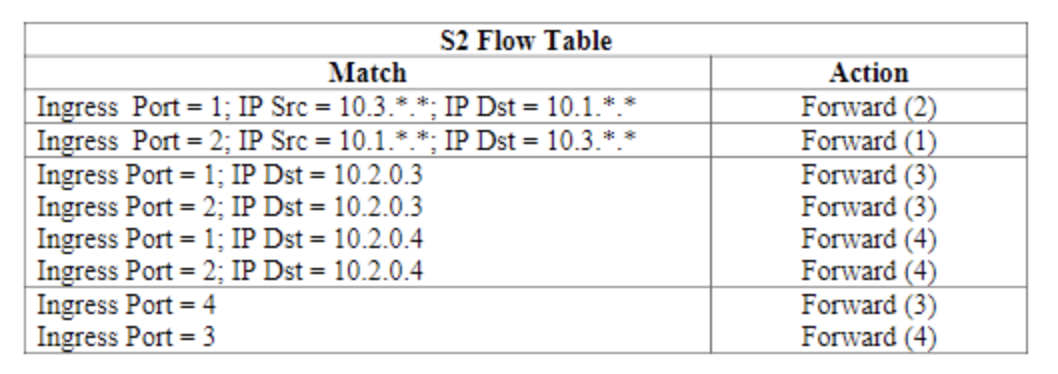 S2 Flow Table
Match Action
Ingress Port = 1; IP Src = 10.3.*.*; IP Dst = 10.1.*.* Forward (2)
Ingress Port = 2; IP Src = 10.1.*.*; IP Dst = 10.3.*.* Forward (1)
Ingress Port = 1; IP Dst = 10.2.0.3 Forward (3)
Ingress Port = 2; IP Dst = 10.2.0.3 Forward (3)
Ingress Port = 1; IP Dst = 10.2.0.4 Forward (4)
Ingress Port = 2; IP Dst = 10.2.0.4 Forward (4)
Ingress Port = 4 Forward (3)
Ingress Port = 3 Forward (4)